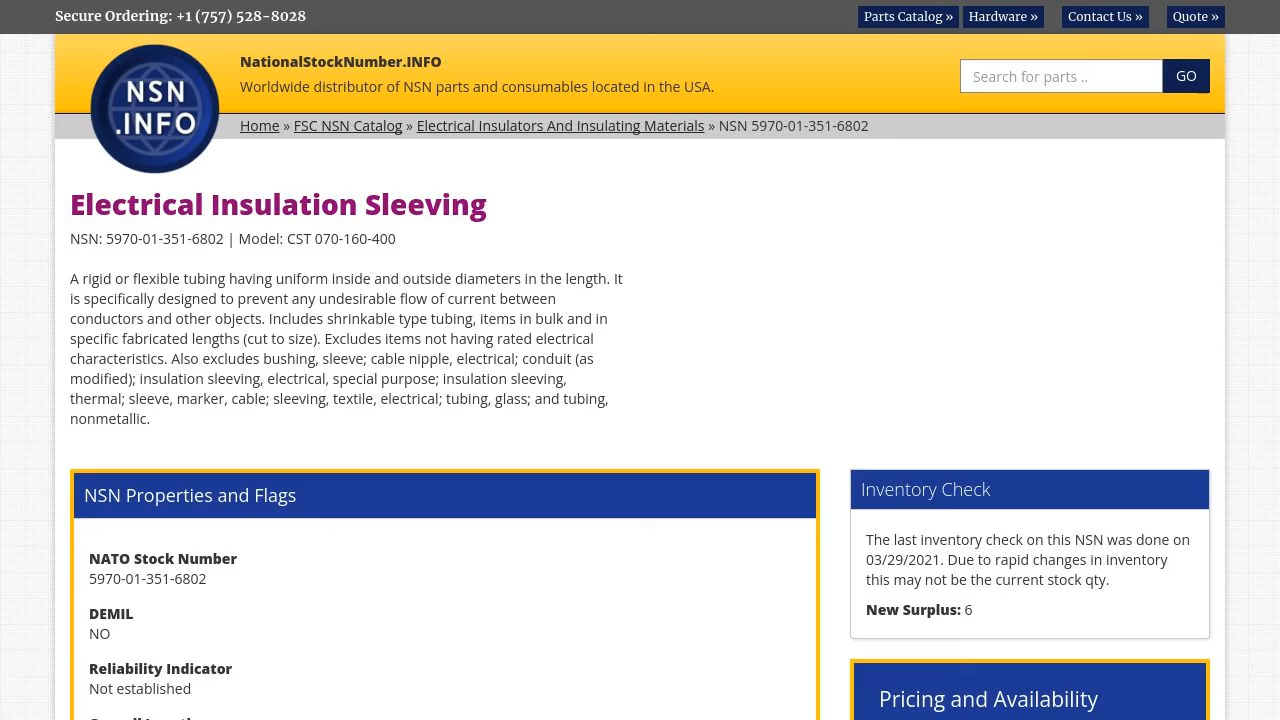 Secure Ordering: +1 (757) 528-8028
Parts Catalog » Hardware » Contact Us » Quote »
NSN
.INFO
NationalStockNumber.INFO
Worldwide distributor of NSN parts and consumables located in the USA.
Search for parts ..
GO
Home » FSC NSN Catalog » Electrical Insulators And Insulating Materials » NSN 5970-01-351-6802
Electrical Insulation Sleeving
NSN: 5970-01-351-6802 | Model: CST 070-160-400
A rigid or flexible tubing having uniform inside and outside diameters in the length. It
is specifically designed to prevent any undesirable flow of current between
conductors and other objects. Includes shrinkable type tubing, items in bulk and in
specific fabricated lengths (cut to size). Excludes items not having rated electrical
characteristics. Also excludes bushing, sleeve; cable nipple, electrical; conduit (as
modified); insulation sleeving, electrical, special purpose; insulation sleeving,
thermal; sleeve, marker, cable; sleeving, textile, electrical; tubing, glass; and tubing,
nonmetallic.
NSN Properties and Flags
NATO Stock Number
5970-01-351-6802
DEMIL
NO
Reliability Indicator
Not established
Inventory Check
The last inventory check on this NSN was done on
03/29/2021. Due to rapid changes in inventory
this may not be the current stock qty.
New Surplus: 6
Pricing and Availability